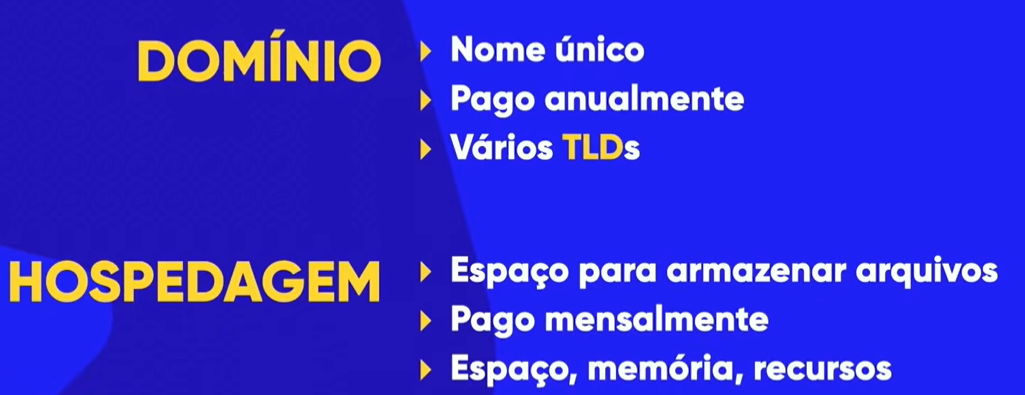 DOMÍNIO
Nome único
Pago anualmente
Vários TLDs
HOSPEDAGEM
Espaço para armazenar arquivos
Pago mensalmente
Espaço, memória, recursos